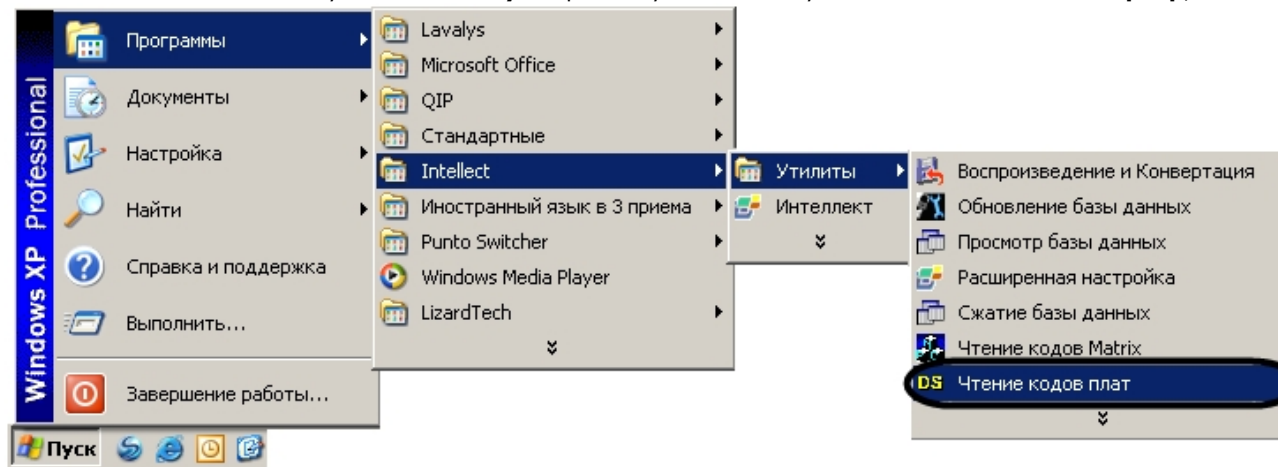 Windows XP Professional
Программы
Документы
Настройка
Найти
Справка и поддержка
Выполнить...
Завершение работы...
Пуск
Lavalys
Microsoft Office
QIP
Стандартные
Intellect
Иностранный язык в 3 приема
Punto Switcher
Windows Media Player
LizardTech
Утилиты
Интеллект
Воспроизведение и Конвертация
Обновление базы данных
Просмотр базы данных
Расширенная настройка
Сжатие базы данных
Чтение кодов Matrix
DS Чтение кодов плат